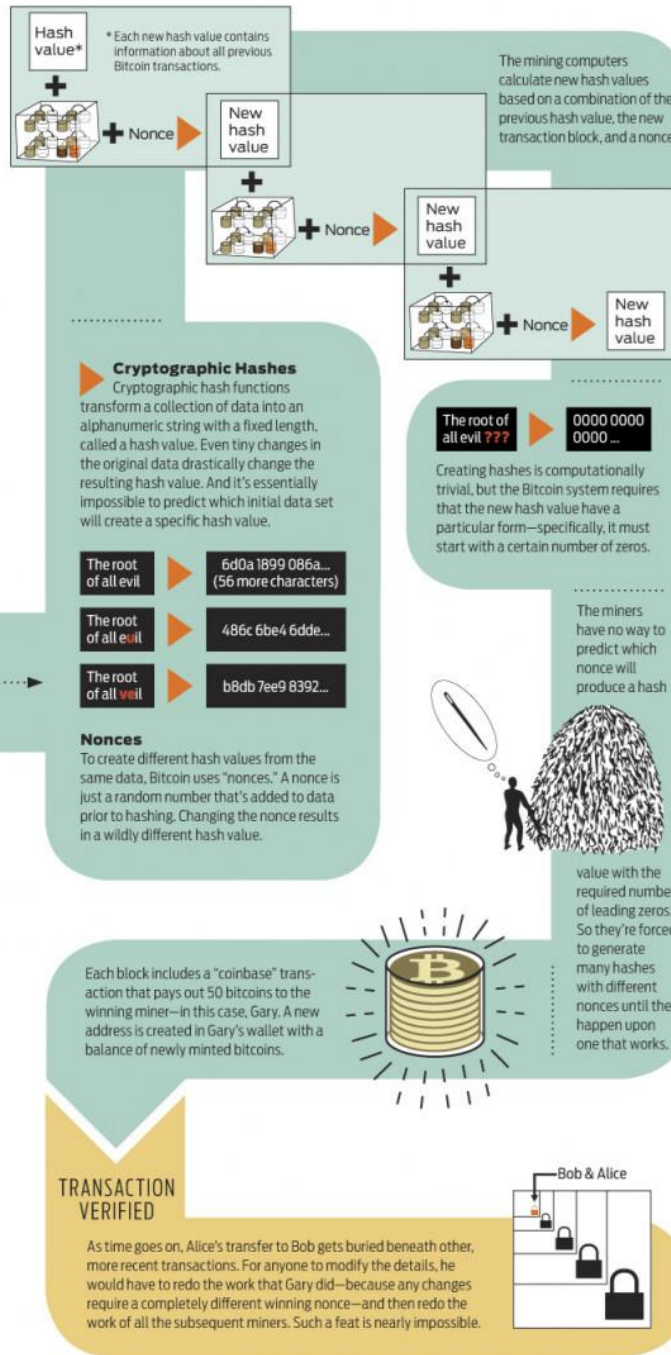 Hash
value*
* Each new hash value contains
information about all previous
Bitcoin transactions.
+
+ Nonce
New
hash
value
The mining computers
calculate new hash values
based on a combination of the
previous hash value, the new
transaction block, and a nonce
+
+ Nonce
New
hash
value
+
+ Nonce
New
hash
value
Cryptographic Hashes
Cryptographic hash functions
transform a collection of data into an
alphanumeric string with a fixed length,
called a hash value. Even tiny changes in
the original data drastically change the
resulting hash value. And it's essentially
impossible to predict which initial data set
will create a specific hash value.
The root
of all evil
6d0a 1899 086a...
(56 more characters)
The root
of all euil
486c 6be4 6dde...
The root
of all veil
b8db 7ee9 8392...
Nonces
To create different hash values from the
same data, Bitcoin uses "nonces." A nonce is
just a random number that's added to data
prior to hashing. Changing the nonce results
in a wildly different hash value.
The root of
all evil ???
0000 0000
0000 ...
Creating hashes is computationally
trivial, but the Bitcoin system requires
that the new hash value have a
particular form—specifically, it must
start with a certain number of zeros.
The miners
have no way to
predict which
nonce will
produce a hash
value with the
required numbe
of leading zeros.
So they're forced
to generate
many hashes
with different
nonces until the
happen upon
one that works.
Each block includes a "coinbase" trans-
action that pays out 50 bitcoins to the
winning miner—in this case, Gary. A new
address is created in Gary's wallet with a
balance of newly minted bitcoins.
B
TRANSACTION
VERIFIED
As time goes on, Alice's transfer to Bob gets buried beneath other,
more recent transactions. For anyone to modify the details, he
would have to redo the work that Gary did—because any changes
require a completely different winning nonce—and then redo the
work of all the subsequent miners. Such a feat is nearly impossible.
Bob & Alice